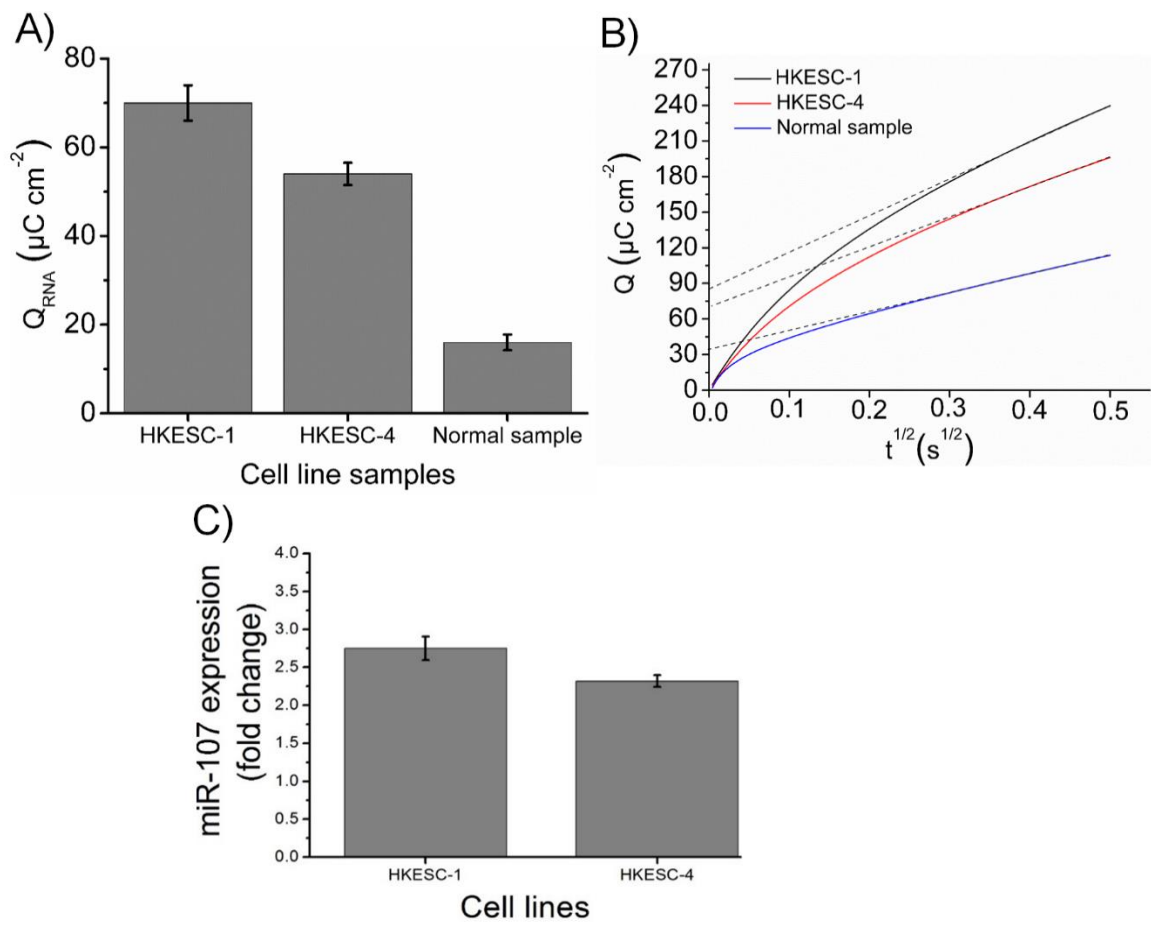 A)
80
60
40
20
0
Q_RNA (µC cm⁻²)
HKESC-1 HKESC-4 Normal sample
Cell line samples
B)
270
240
210
180
150
120
90
60
30
0
Q (µC cm⁻²)
HKESC-1
HKESC-4
Normal sample
0.0 0.1 0.2 0.3 0.4 0.5
t^1/2(s^1/2)
C)
4.0
3.5
3.0
2.5
2.0
1.5
1.0
0.5
0.0
miR-107 expression
(fold change)
HKESC-1 HKESC-4
Cell lines